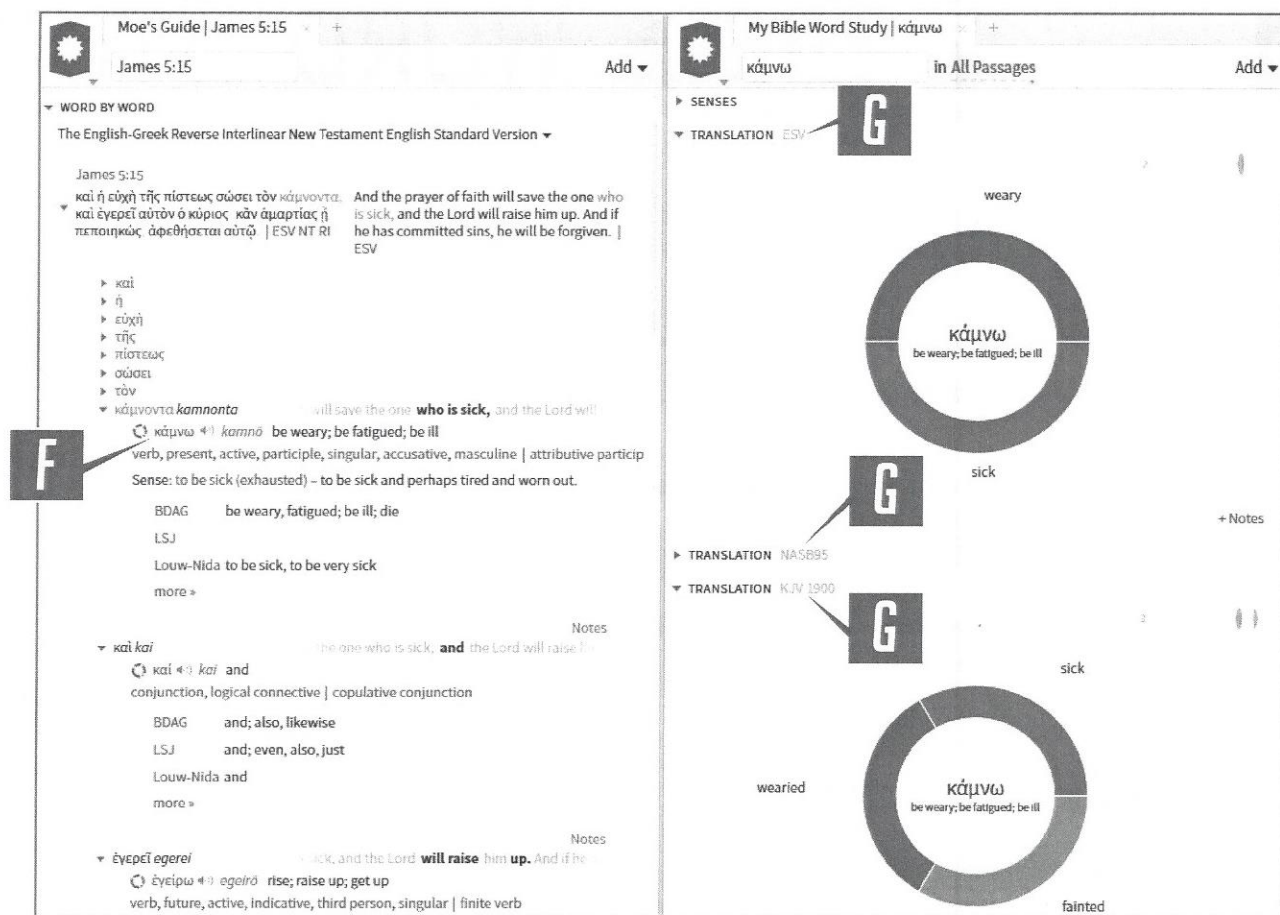 Moe's Guide | James 5:15
James 5:15
Add
WORD BY WORD
The English-Greek Reverse Interlinear New Testament English Standard Version
James 5:15
καὶ ἡ εὐχὴ τῆς πίστεως σώσει τὸν κάμνοντα.
καὶ ἐγερεῖ αὐτὸν ὁ κύριος κἂν ἁμαρτίας ᾖ
πεποιηκώς ἀφεθήσεται αὐτῷ | ESV NT RI
And the prayer of faith will save the one who
is sick, and the Lord will raise him up. And if
he has committed sins, he will be forgiven. |
ESV
καὶ
ἡ
εὐχὴ
τῆς
πίστεως
σώσει
τὸν
κάμνοντα kamnonta will save the one who is sick, and the Lord will
κάμνω kamnō be weary; be fatigued; be ill
F
verb, present, active, participle, singular, accusative, masculine | attributive particip
Sense: to be sick (exhausted) – to be sick and perhaps tired and worn out.
BDAG be weary, fatigued; be ill; die
LSJ
Louw-Nida to be sick, to be very sick
more »
Notes
καὶ kai the one who is sick, and the Lord will raise
καί kai and
conjunction, logical connective | copulative conjunction
BDAG and; also, likewise
LSJ and; even, also, just
Louw-Nida and
more »
Notes
ἐγερεῖ egerei sick, and the Lord will raise him up. And if he
ἐγείρω egeirō rise; raise up; get up
verb, future, active, indicative, third person, singular | finite verb
My Bible Word Study | κάμνω
κάμνω in All Passages Add
SENSES
TRANSLATION ESV
G
2
weary
κάμνω
be weary; be fatigued; be ill
sick
G
+ Notes
TRANSLATION NASB95
TRANSLATION KJV 1900
G
sick
wearied
κάμνω
be weary; be fatigued; be ill
fainted